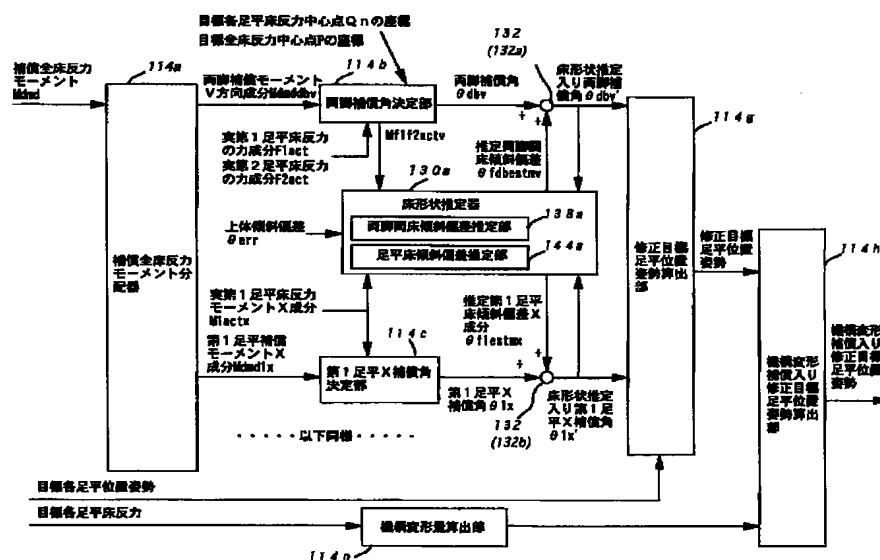 目標各足平床反力中心点Qnの座標
目標全床反力中心点Pの座標
補償全床反力
モーメント
Mdmd
114a
両脚補償モーメント
V方向成分Mdmddbv
114b
両脚補償角決定部
両脚補償角
θdbv
132
(132a)
床形状推定
入り両脚補
償角θdbv'
114g
実第1足平床反力
の力成分F1act
実第2足平床反力
の力成分F2act
Mf1f2actv
130a
推定両脚間
床傾斜偏差
θfdbestmv
床形状推定器
両脚間床傾斜偏差推定部
138a
足平床傾斜偏差推定部
144a
上体傾斜偏差
θerr
補償全床反力
モーメント分
配器
修正目標
足平位置
姿勢算出
部
修正目標
足平位置
姿勢
114h
実第1足平床反力
モーメントX成分
M1actx
第1足平補償
モーメントX
成分Mdmd1x
114c
第1足平X補償角
決定部
推定第1足平
床傾斜偏差X
成分
θf1estmx
第1足平X
補償角θ1x
132
(132b)
床形状推定
入り第1足
平X補償角
θ1x'
機構変形
補償入り
修正目標
足平位置
姿勢算出
部
機構変形
補償入り
修正目標
足平位置
姿勢
・・・・・以下同様・・・・・・
目標各足平位置姿勢
目標各足平床反力
機構変形量算出部
114n